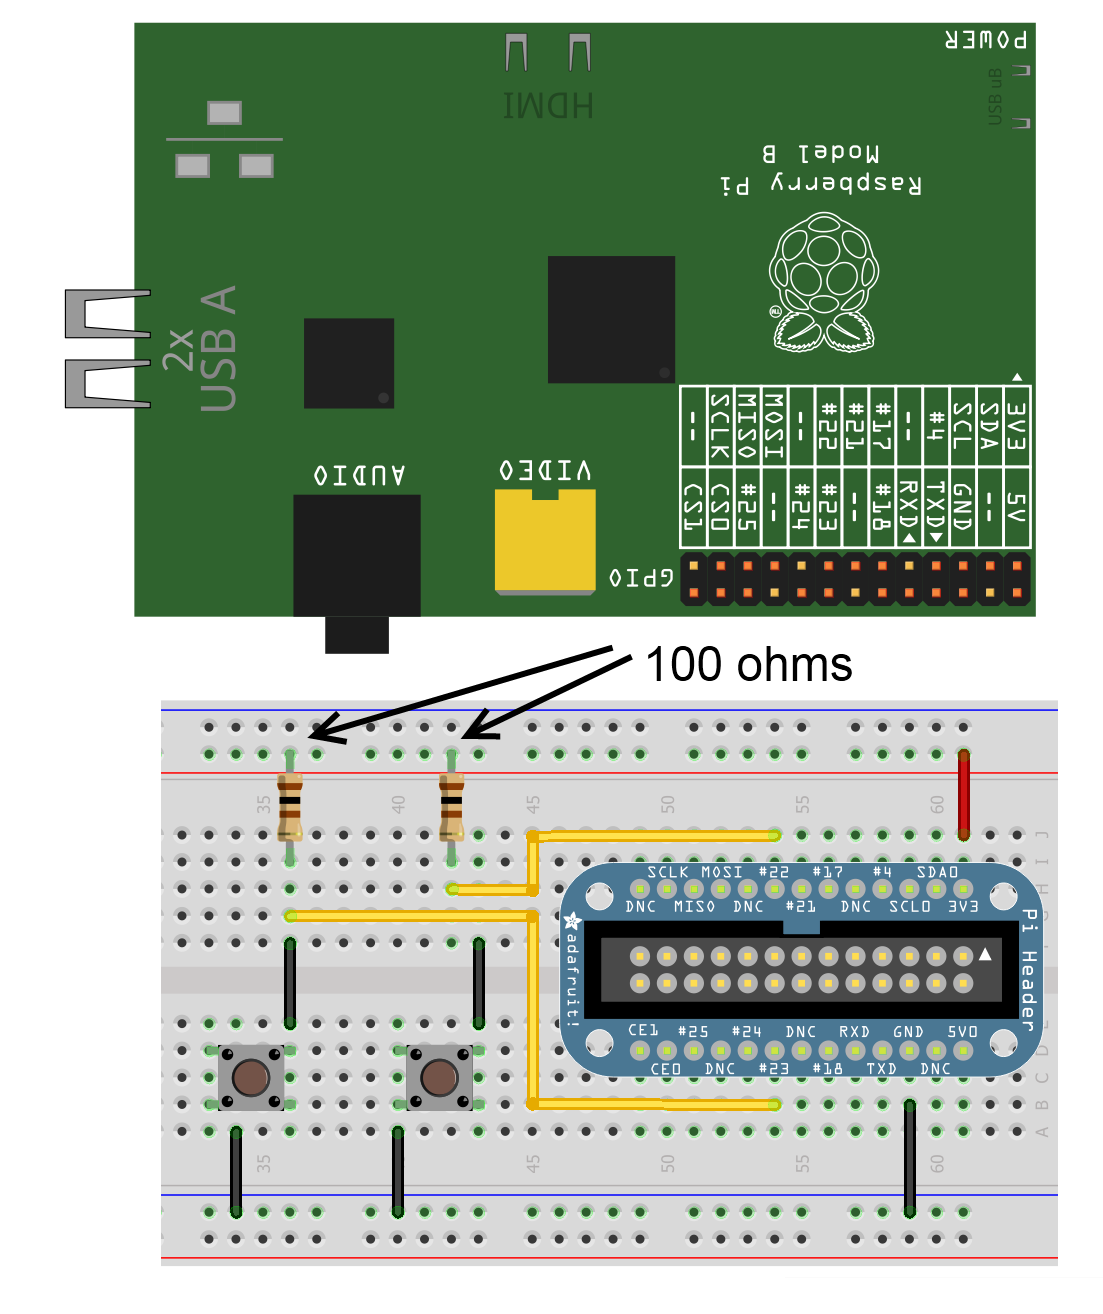 POWER
HDMI
USB uB
Raspberry Pi
Model B
2x
USB A
AUDIO
VIDEO
GPIO
-- SCLK MISO MOSI -- #22 #21 #17 -- #4 SCL SDA 3V3
CS1 CS0 #25 -- #24 #23 -- #18 RXD TXD GND -- 5V
100 ohms
35 40 45 50 55 60
J
I
H
SCLK MOSI #22 #17 #4 SDA0
DNC MISO DNC #21 DNC SCL0 3V3
Pi Header
adafruit!
CE1 #25 #24 DNC RXD GND 5V0
CE0 DNC #23 #18 TXD DNC
D
C
B
A
35 45 50 55 60